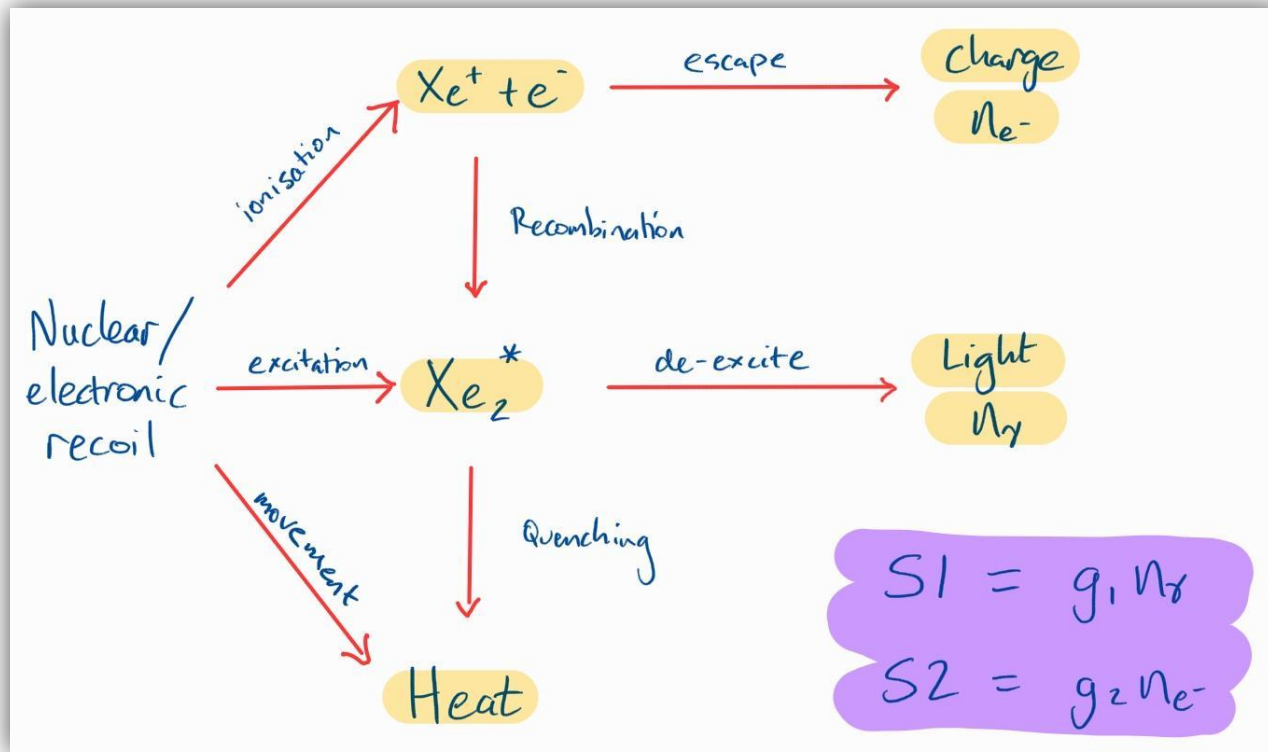 Xe⁺ + e⁻
escape
Charge
nₑ-
ionisation
Recombination
Nuclear/
electronic
recoil
excitation
Xe₂*
de-excite
Light
nγ
movement
Quenching
Heat
S1 = g₁ nγ
S2 = g₂ nₑ-